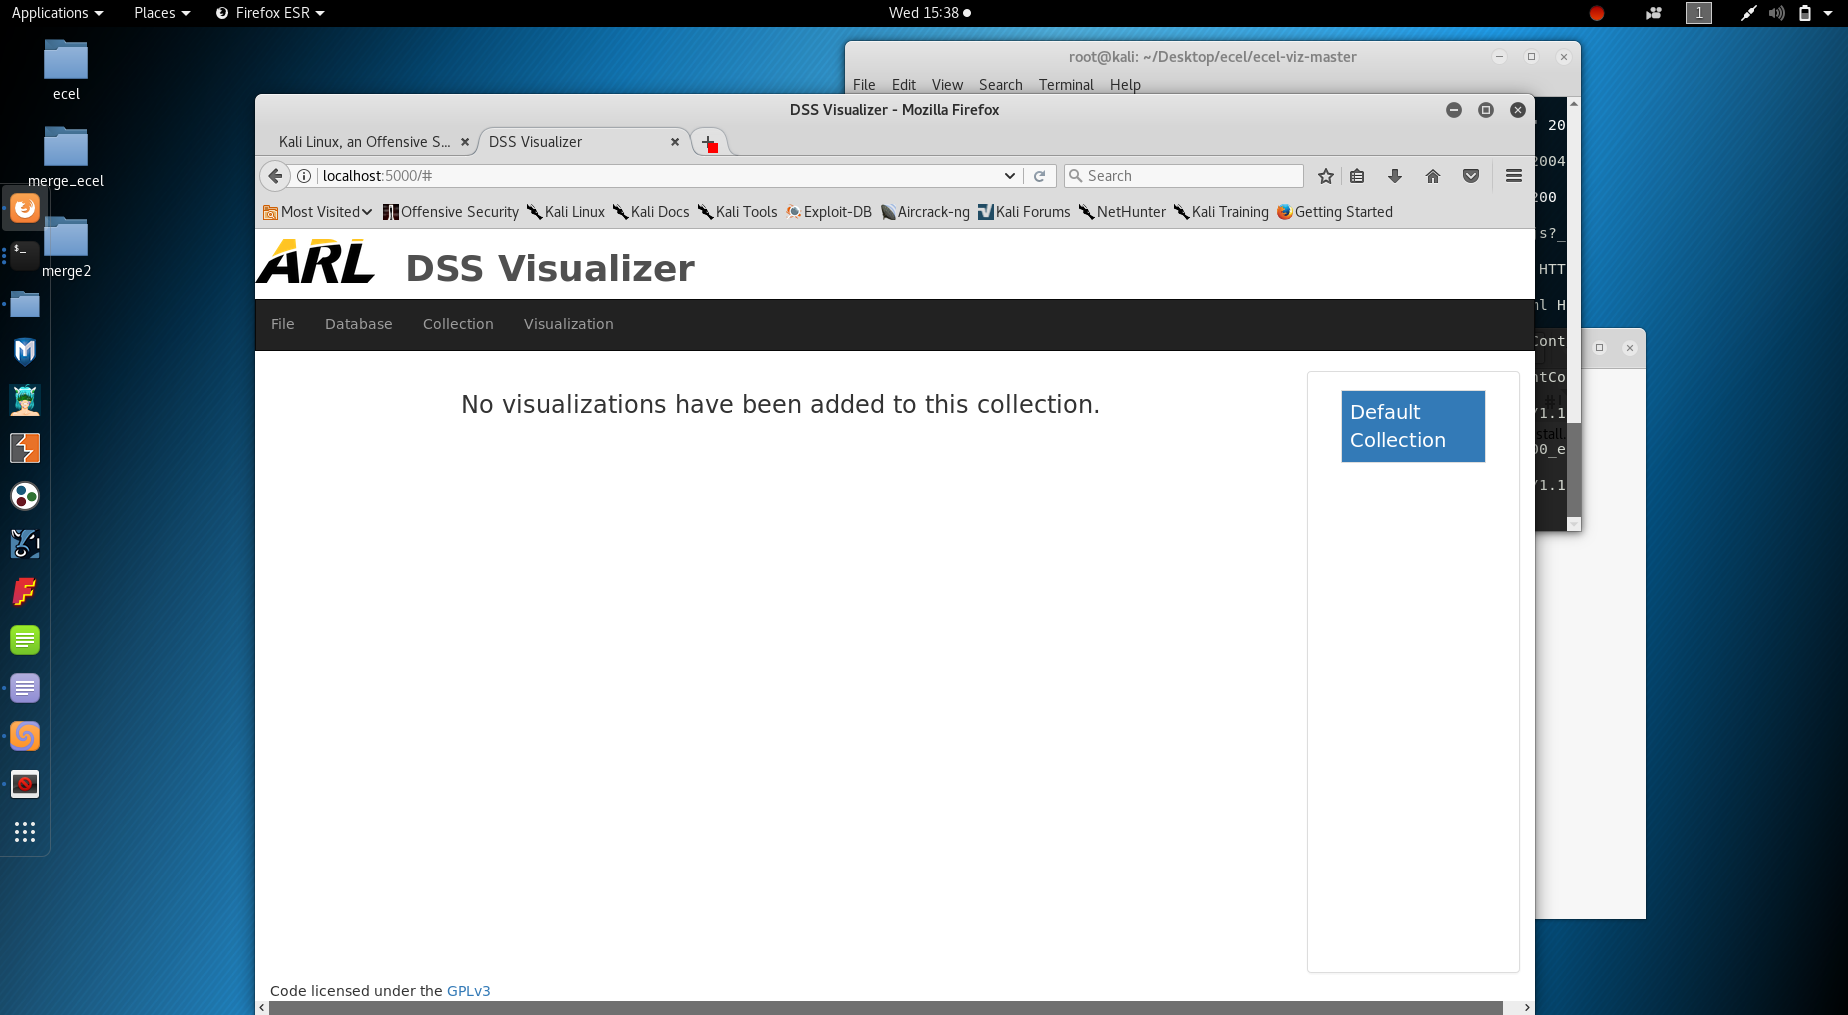 Applications Places Firefox ESR Wed 15:38 1
ecel
merge_ecel
merge2
root@kali: ~/Desktop/ecel/ecel-viz-master
File Edit View Search Terminal Help
DSS Visualizer - Mozilla Firefox
Kali Linux, an Offensive S... DSS Visualizer
localhost:5000/# Search
Most Visited Offensive Security Kali Linux Kali Docs Kali Tools Exploit-DB Aircrack-ng Kali Forums NetHunter Kali Training Getting Started
ARL DSS Visualizer
File Database Collection Visualization
No visualizations have been added to this collection.
Default
Collection
Code licensed under the GPLv3
20
2004
200
js?_
HTT
ml H
Cont
ntCo
/1.1
stall.
00_e
/1.1